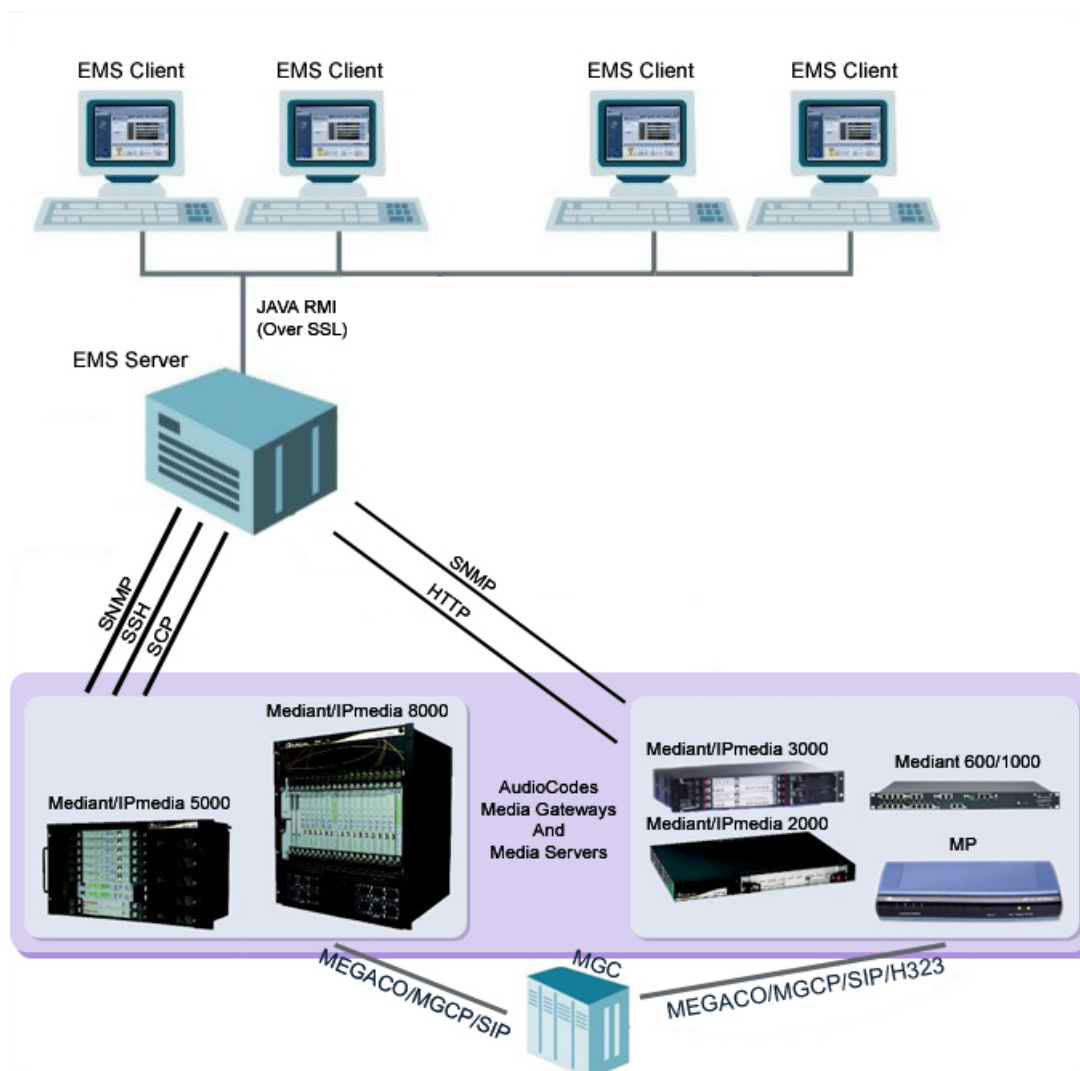 EMS Client
EMS Client
EMS Client
EMS Client
JAVA RMI
(Over SSL)
EMS Server
SNMP
SSH
SCP
SNMP
HTTP
Mediant/IPmedia 8000
Mediant/IPmedia 5000
AudioCodes
Media Gateways
And
Media Servers
Mediant/IPmedia 3000
Mediant 600/1000
Mediant/IPmedia 2000
MP
MEGACO/MGCP/SIP
MGC
MEGACO/MGCP/SIP/H323